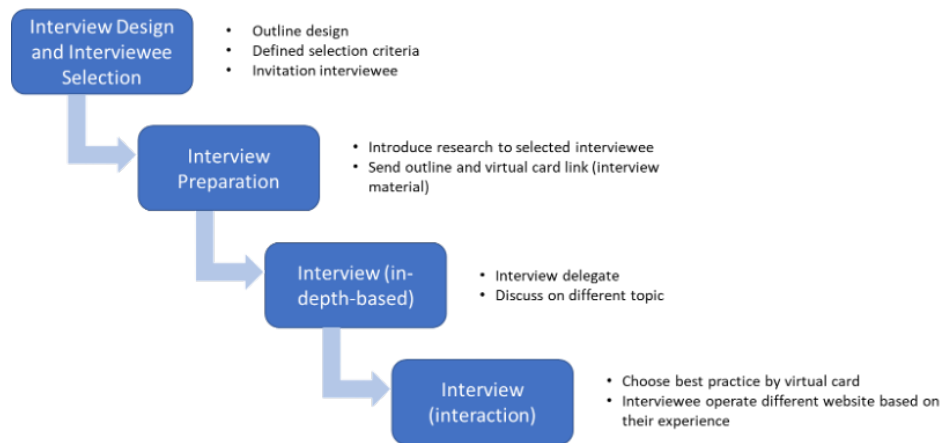 Interview Design
and Interviewee
Selection
• Outline design
• Defined selection criteria
• Invitation interviewee
Interview
Preparation
• Introduce research to selected interviewee
• Send outline and virtual card link (interview
material)
Interview (in-
depth-based)
• Interview delegate
• Discuss on different topic
Interview
(interaction)
• Choose best practice by virtual card
• Interviewee operate different website based on
their experience